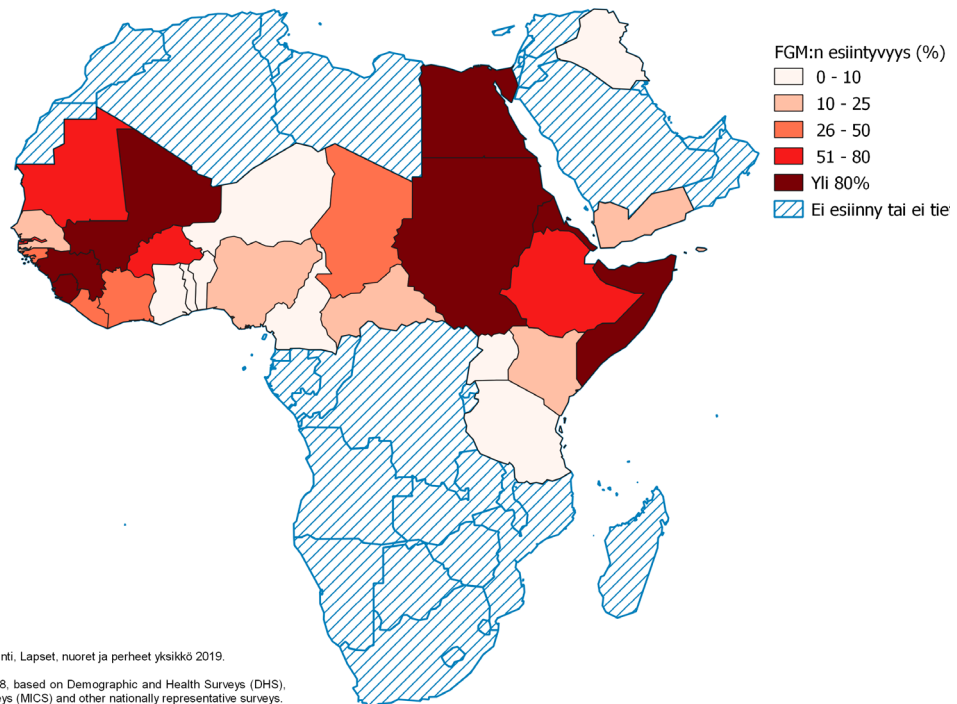 FGM:n esiintyvyys (%)
0 - 10
10 - 25
26 - 50
51 - 80
Yli 80%
Ei esiinny tai ei tie
nti, Lapset, nuoret ja perheet yksikkö 2019.
8, based on Demographic and Health Surveys (DHS),
eys (MICS) and other nationally representative surveys.